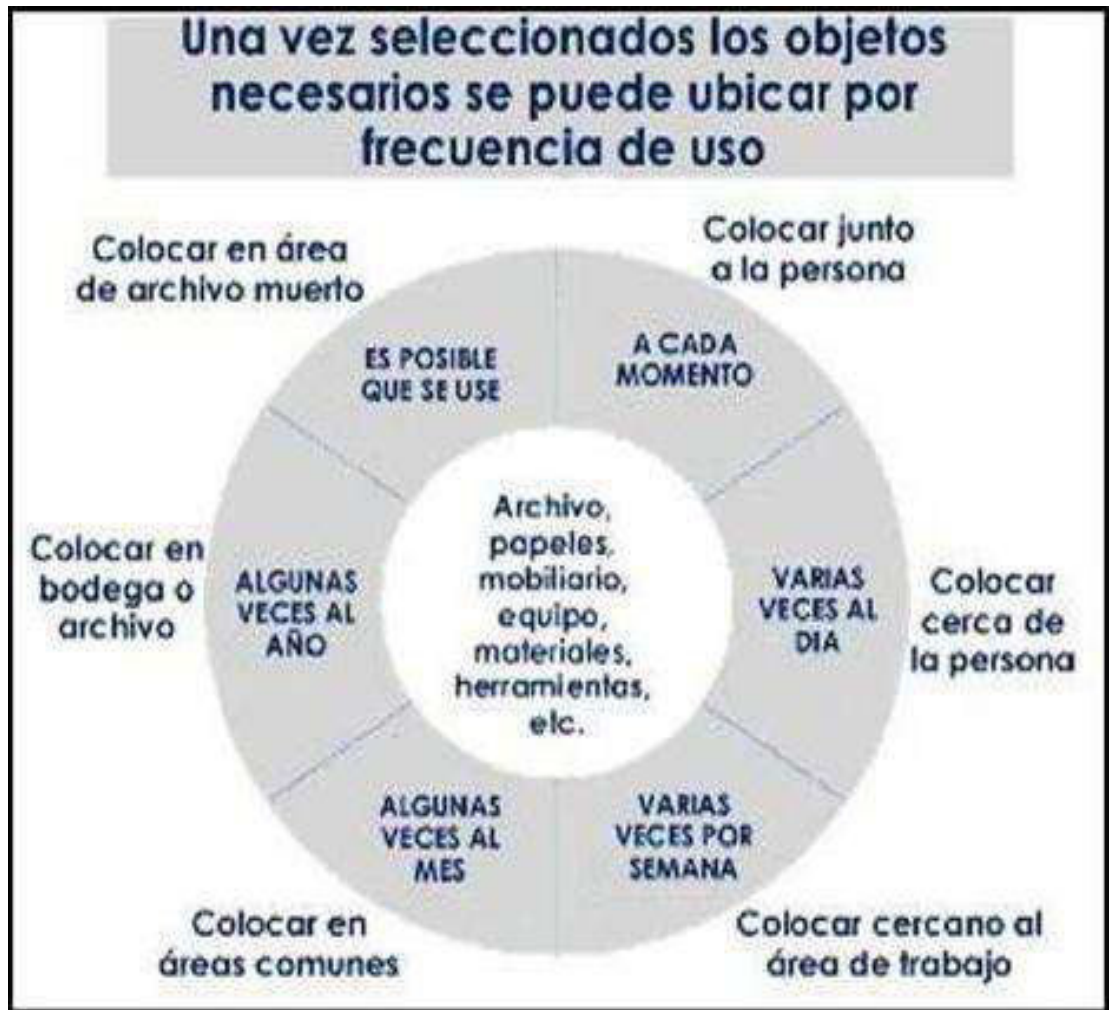 Una vez seleccionados los objetos
necesarios se puede ubicar por
frecuencia de uso
Colocar junto
a la persona
A CADA
MOMENTO
Colocar
cerca de
la persona
VARIAS
VECES AL
DIA
Colocar cercano al
área de trabajo
VARIAS
VECES POR
SEMANA
Colocar en
áreas comunes
ALGUNAS
VECES AL
MES
Colocar en
bodega o
archivo
ALGUNAS
VECES AL
AÑO
Colocar en área
de archivo muerto
ES POSIBLE
QUE SE USE
Archivo,
papeles,
mobiliario,
equipo,
materiales,
herramientas,
etc.